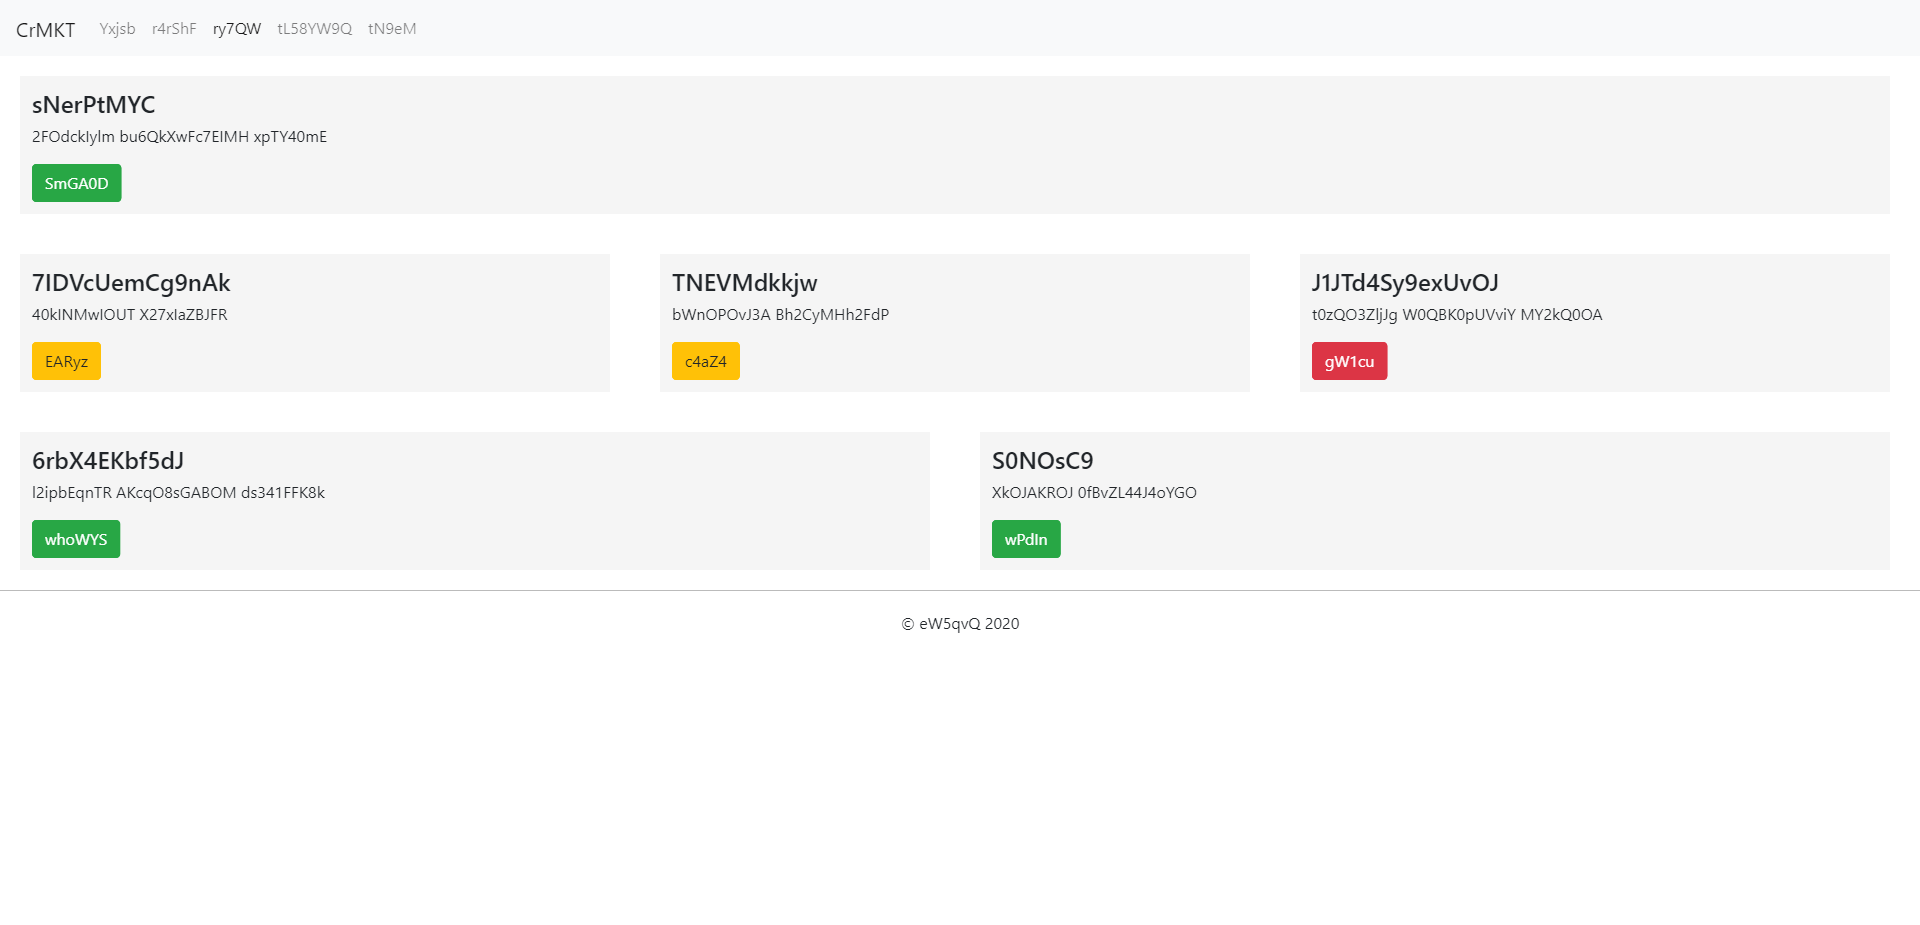 CrMKT Yxjsb r4rShF ry7QW tL58YW9Q tN9eM
sNerPtMYC
2FOdckIylm bu6QkXwFc7EIMH xpTY40mE
SmGA0D
7IDVcUemCg9nAk
40kINMwIOUT X27xIaZBJFR
EARyz
TNEVMdkkjw
bWnOPOvJ3A Bh2CyMHh2FdP
c4aZ4
J1JTd4Sy9exUvOJ
t0zQO3ZljJg W0QBK0pUVviY MY2kQ0OA
gW1cu
6rbX4EKbf5dJ
l2ipbEqnTR AKcqO8sGABOM ds341FFK8k
whoWYS
S0NOsC9
XkOJAKROJ 0fBvZL44J4oYGO
wPdIn
© eW5qvQ 2020